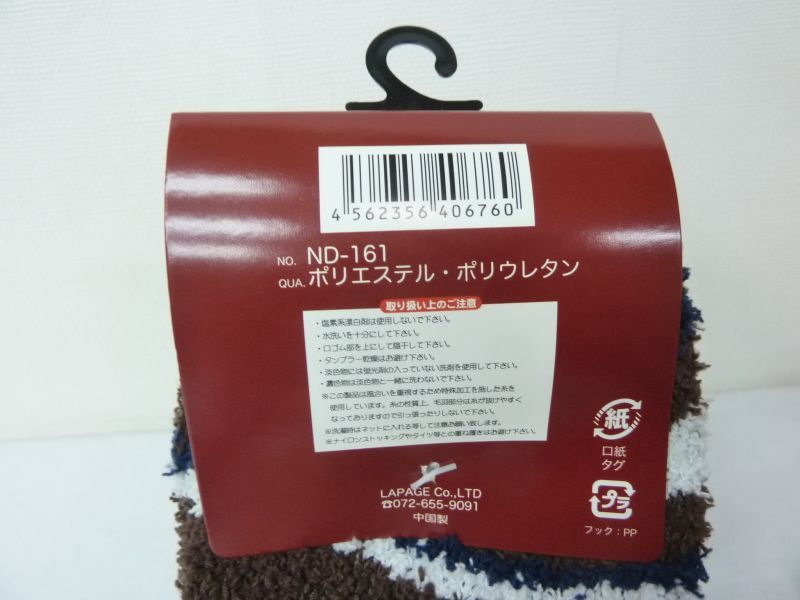 4 562356 406760
NO. ND-161
QUA. ポリエステル・ポリウレタン
取り扱い上のご注意
・塩素系漂白剤は使用しないで下さい。
・水洗いを十分にして下さい。
・口ゴム部を上にして陰干して下さい。
・タンブラー乾燥はお避け下さい。
・淡色物には蛍光剤の入っていない洗剤を使用して下さい。
・濃色物は淡色物と一緒に洗わないで下さい。
※この製品は風合いを重視するため特殊加工を施した糸を
使用しています。糸の性質上、毛羽部分は糸が抜けやすく
なっておりますので引っ張ったりしないで下さい。
※洗濯時はネットに入れる等して注意お願い致します。
※ナイロンストッキングやタイツ等との重ね履きはお避け下さい。
紙
口紙
タグ
プラ
フック：PP
LAPAGE Co.,LTD
☎072-655-9091
中国製